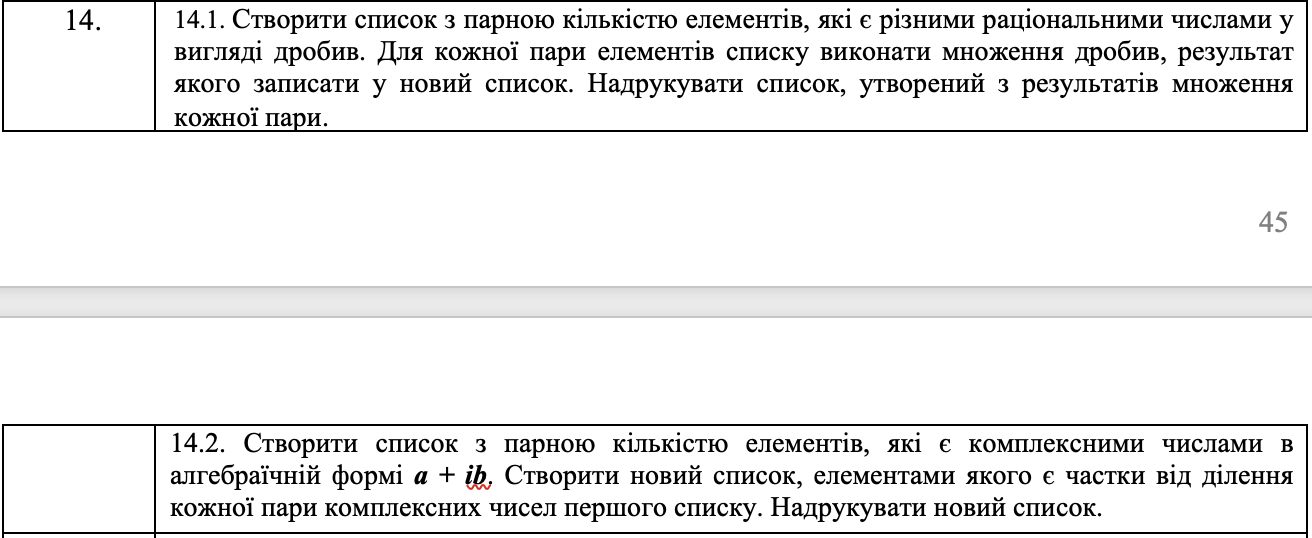 14.
14.1. Створити список з парною кількістю елементів, які є різними раціональними числами у
вигляді дробив. Для кожної пари елементів списку виконати множення дробив, результат
якого записати у новий список. Надрукувати список, утворений з результатів множення
кожної пари.
45
14.2. Створити список з парною кількістю елементів, які є комплексними числами в
алгебраїчній формі a + ib. Створити новий список, елементами якого є частки від ділення
кожної пари комплексних чисел першого списку. Надрукувати новий список.